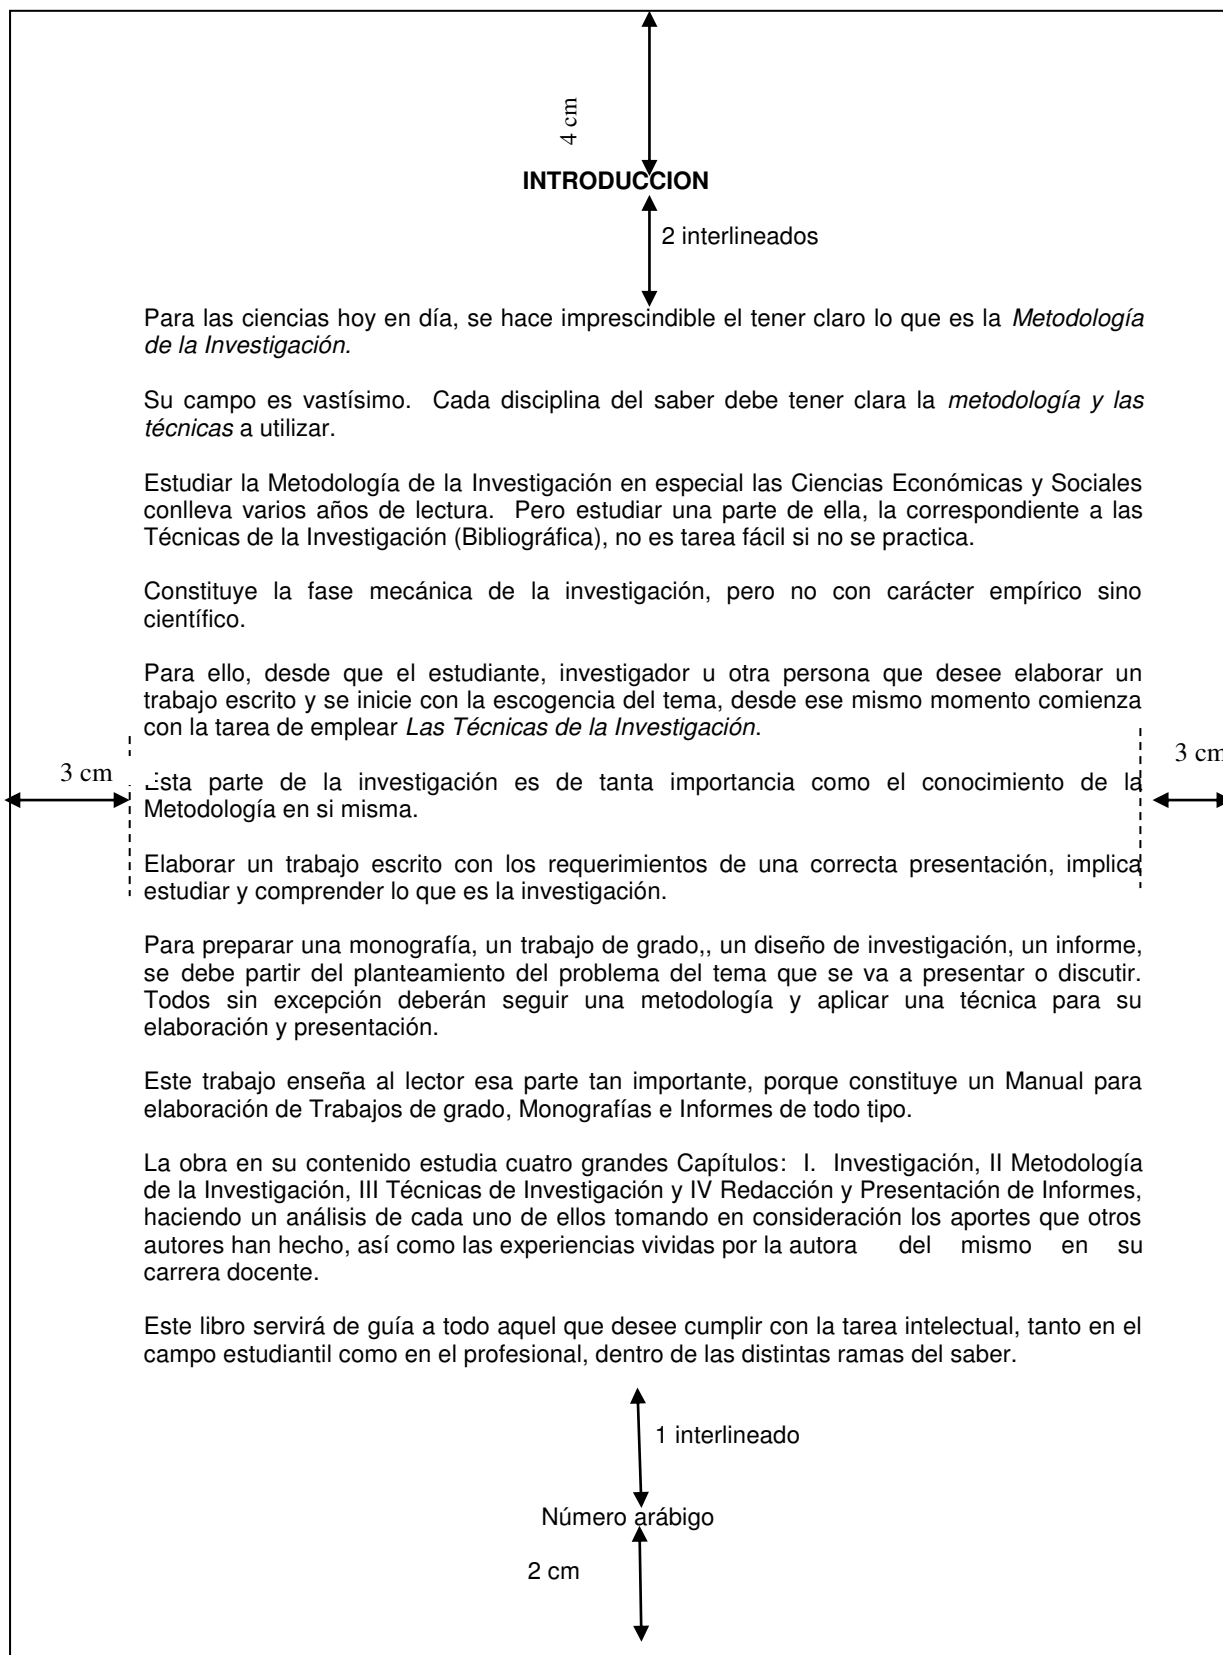 4 cm
INTRODUCCION
2 interlineados
Para las ciencias hoy en día, se hace imprescindible el tener claro lo que es la Metodología
de la Investigación.
Su campo es vastísimo.  Cada disciplina del saber debe tener clara la metodología y las
técnicas a utilizar.
Estudiar la Metodología de la Investigación en especial las Ciencias Económicas y Sociales
conlleva varios años de lectura.  Pero estudiar una parte de ella, la correspondiente a las
Técnicas de la Investigación (Bibliográfica), no es tarea fácil si no se practica.
Constituye la fase mecánica de la investigación, pero no con carácter empírico sino
científico.
Para ello, desde que el estudiante, investigador u otra persona que desee elaborar un
trabajo escrito y se inicie con la escogencia del tema, desde ese mismo momento comienza
con la tarea de emplear Las Técnicas de la Investigación.
3 cm
3 cm
Esta parte de la investigación es de tanta importancia como el conocimiento de la
Metodología en si misma.
Elaborar un trabajo escrito con los requerimientos de una correcta presentación, implica
estudiar y comprender lo que es la investigación.
Para preparar una monografía, un trabajo de grado,, un diseño de investigación, un informe,
se debe partir del planteamiento del problema del tema que se va a presentar o discutir.
Todos sin excepción deberán seguir una metodología y aplicar una técnica para su
elaboración y presentación.
Este trabajo enseña al lector esa parte tan importante, porque constituye un Manual para
elaboración de Trabajos de grado, Monografías e Informes de todo tipo.
La obra en su contenido estudia cuatro grandes Capítulos:  I.  Investigación, II Metodología
de la Investigación, III Técnicas de Investigación y IV Redacción y Presentación de Informes,
haciendo un análisis de cada uno de ellos tomando en consideración los aportes que otros
autores han hecho, así como las experiencias vividas por la autora del mismo en su
carrera docente.
Este libro servirá de guía a todo aquel que desee cumplir con la tarea intelectual, tanto en el
campo estudiantil como en el profesional, dentro de las distintas ramas del saber.
1 interlineado
Número arábigo
2 cm